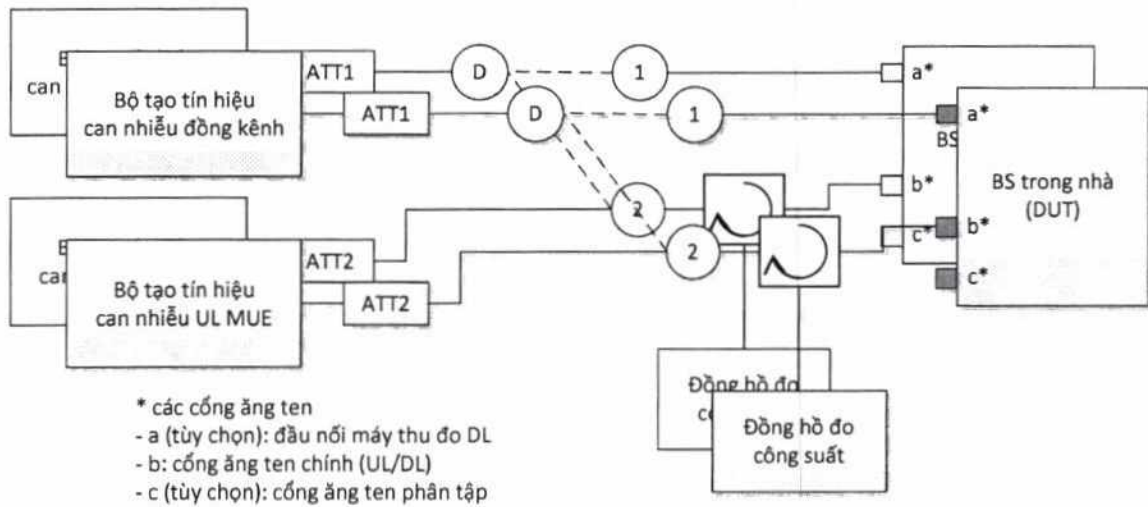 can
Bộ tạo tín hiệu
can nhiễu đồng kênh
ATT1
ATT1
D
D
1
1
a*
a*
BS
BS trong nhà
(DUT)
b*
b*
c*
c*
2
2
can
Bộ tạo tín hiệu
can nhiễu UL MUE
ATT2
ATT2
Đồng hồ đo
Đồng hồ đo
công suất
* các cổng ăng ten
- a (tùy chọn): đầu nối máy thu đo DL
- b: cổng ăng ten chính (UL/DL)
- c (tùy chọn): cổng ăng ten phân tập